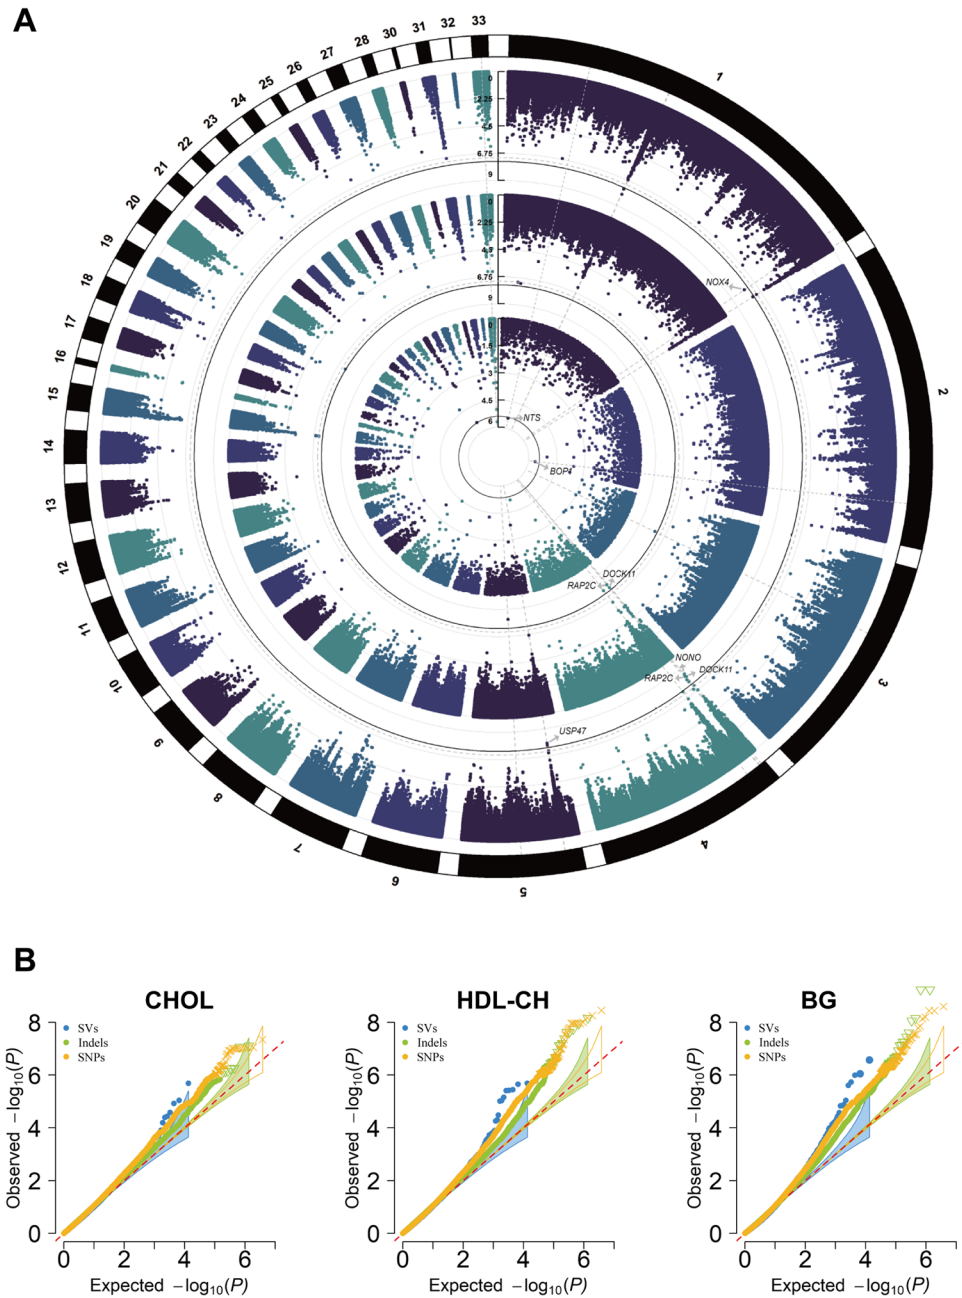 A
1
2
3
4
5
6
7
8
9
10
11
12
13
14
15
16
17
18
19
20
21
22
23
24
25
26
27
28
30
31
32
33
0
2.25
4.5
6.75
9
0
2.25
4.5
6.75
9
0
1.5
3
4.5
6
NOX4
NTS
BOP1
DOCK11
RAP2C
NONO
DOCK11
RAP2C
USP47
B
CHOL
SVs
Indels
SNPs
Observed −log10(P)
0
2
4
6
8
0
2
4
6
Expected −log10(P)
HDL-CH
SVs
Indels
SNPs
Observed −log10(P)
0
2
4
6
8
0
2
4
6
Expected −log10(P)
BG
SVs
Indels
SNPs
Observed −log10(P)
0
2
4
6
8
0
2
4
6
Expected −log10(P)